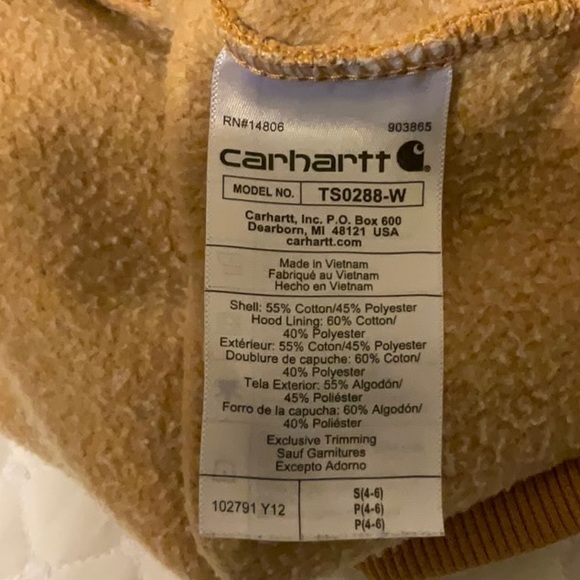 RN#14806 903865
carhartt
MODEL NO. TS0288-W
Carhartt, Inc. P.O. Box 600
Dearborn, MI 48121 USA
carhartt.com
Made in Vietnam
Fabriqué au Vietnam
Hecho en Vietnam
Shell: 55% Cotton/45% Polyester
Hood Lining: 60% Cotton/
40% Polyester
Extérieur: 55% Coton/45% Polyester
Doublure de capuche: 60% Coton/
40% Polyester
Tela Exterior: 55% Algodón/
45% Poliéster
Forro de la capucha: 60% Algodón/
40% Poliéster
Exclusive Trimming
Sauf Garnitures
Excepto Adorno
102791 Y12
S(4-6)
P(4-6)
P(4-6)